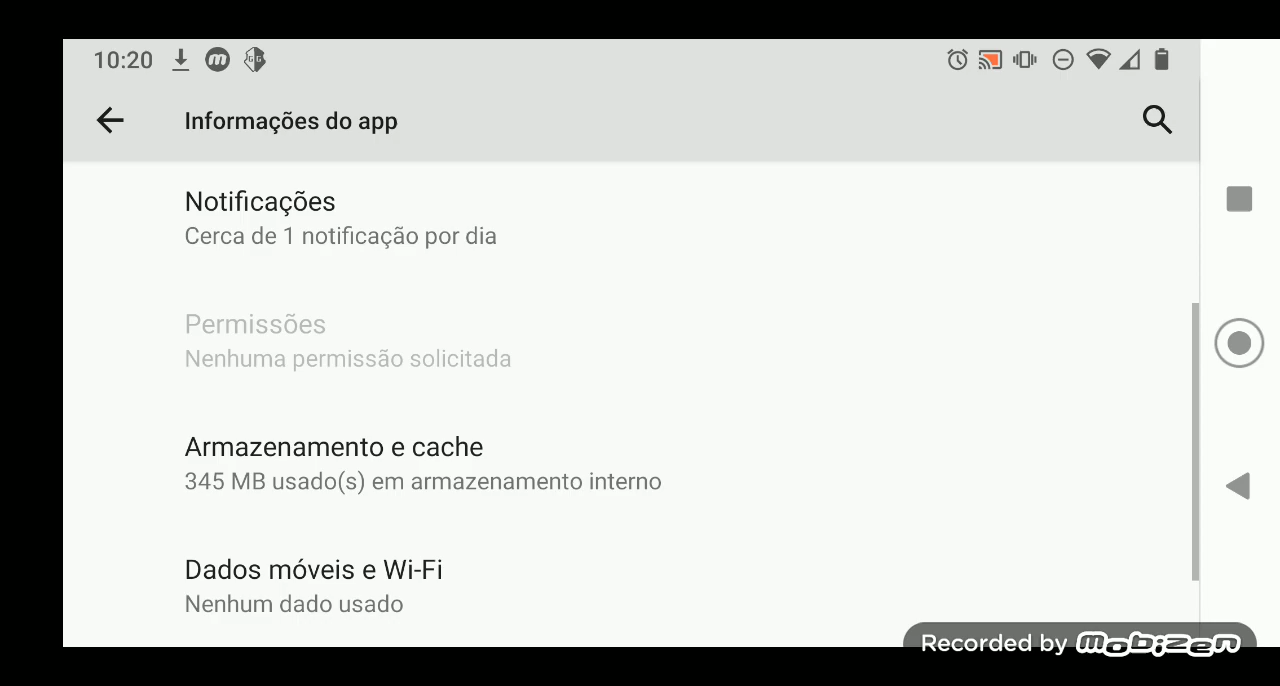 10:20
Informações do app
Notificações
Cerca de 1 notificação por dia
Permissões
Nenhuma permissão solicitada
Armazenamento e cache
345 MB usado(s) em armazenamento interno
Dados móveis e Wi-Fi
Nenhum dado usado
Recorded by mobizen